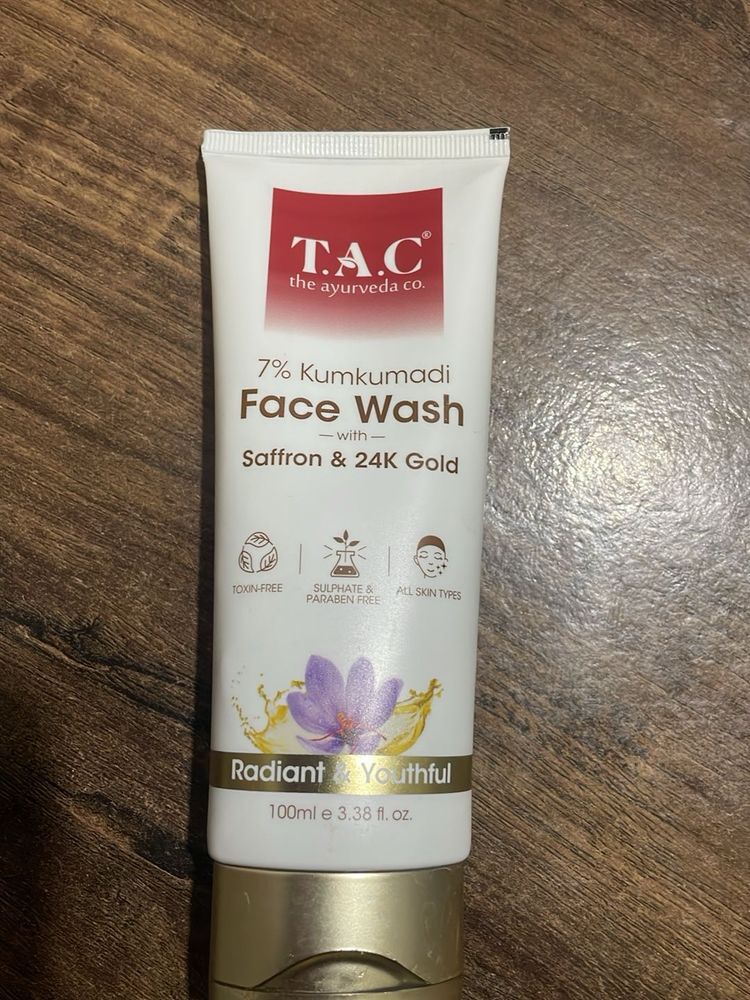 T.A.C®
the ayurveda co.
7% Kumkumadi
Face Wash
— with —
Saffron & 24K Gold
TOXIN-FREE
SULPHATE &
PARABEN FREE
ALL SKIN TYPES
Radiant & Youthful
100ml e 3.38 fl. oz.